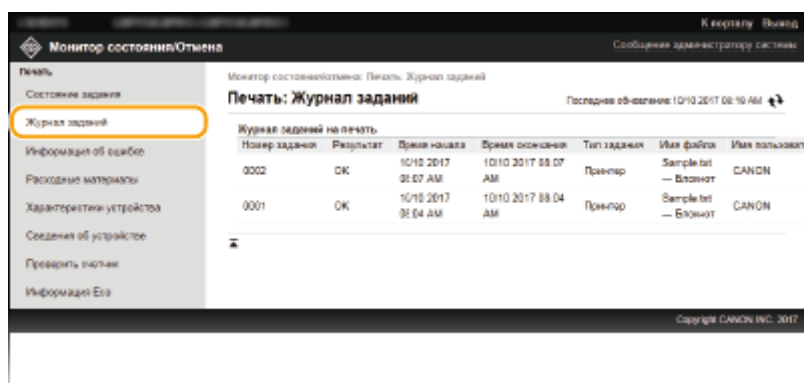 К порталу Выход
Монитор состояния/Отмена
Сообщение администратору системы
Печать
Состояние задания
Журнал заданий
Информация об ошибке
Расходные материалы
Характеристики устройства
Сведения об устройстве
Проверить счетчик
Информация Eco
Монитор состояния/отмена: Печать: Журнал заданий
Печать: Журнал заданий
Последнее обновление: 10/10 2017 08:10 AM
Журнал заданий на печать
Номер задания Результат Время начала Время окончания Тип задания Имя файла Имя пользоват
0002 OK 10/10 2017 08:07 AM 10/10 2017 08:07 AM Принтер Sample.txt — Блокнот CANON
0001 OK 10/10 2017 08:04 AM 10/10 2017 08:04 AM Принтер Sample.txt — Блокнот CANON
Copyright CANON INC. 2017